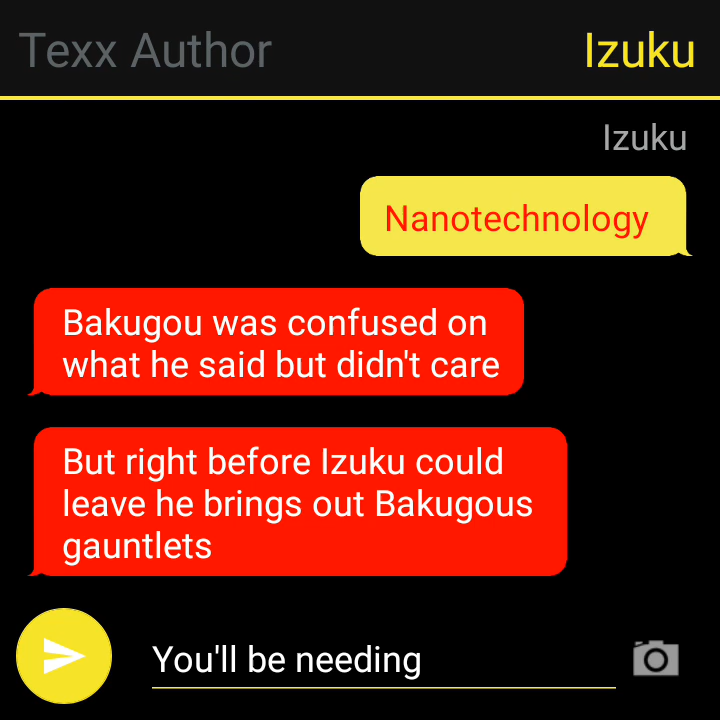 Texx Author Izuku
Izuku
Nanotechnology
Bakugou was confused on
what he said but didn't care
But right before Izuku could
leave he brings out Bakugous
gauntlets
You'll be needing